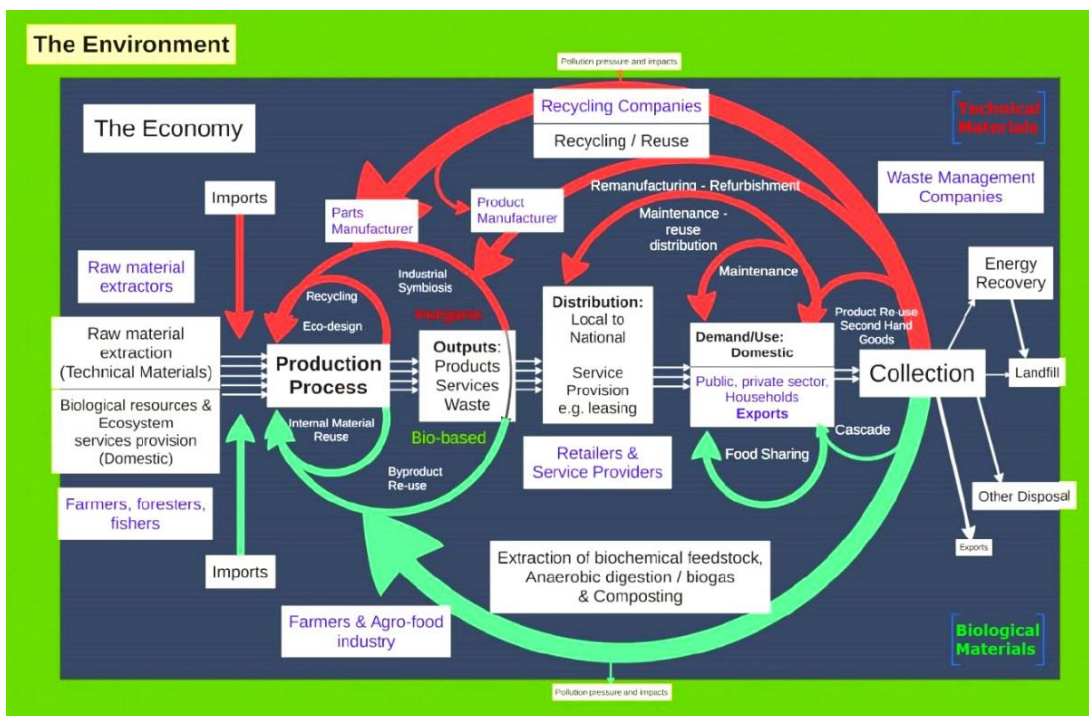 The Environment
Pollution pressure and impacts
The Economy
Recycling Companies
Recycling / Reuse
Technical
Materials
Waste Management
Companies
Imports
Remanufacturing - Refurbishment
Parts
Manufacturer
Product
Manufacturer
Maintenance -
reuse
distribution
Raw material
extractors
Industrial
Symbiosis
Maintenance
Energy
Recovery
Recycling
Eco-design
Inorganic
Distribution:
Local to
National
Service
Provision
e.g. leasing
Product Re-use
Second Hand
Goods
Raw material
extraction
(Technical Materials)
Biological resources &
Ecosystem
services provision
(Domestic)
Production
Process
Outputs:
Products
Services
Waste
Demand/Use:
Domestic
Public, private sector,
Households
Exports
Collection
Landfill
Internal Material
Reuse
Bio-based
Cascade
Food Sharing
Retailers &
Service Providers
Byproduct
Re-use
Farmers, foresters,
fishers
Other Disposal
Exports
Imports
Extraction of biochemical feedstock,
Anaerobic digestion / biogas
& Composting
Farmers & Agro-food
industry
Biological
Materials
Pollution pressure and impacts